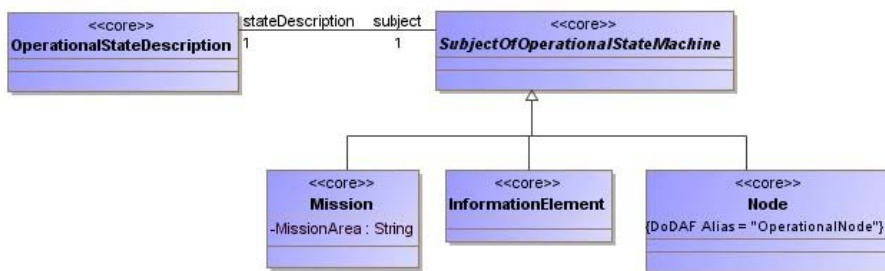 <<core>>
OperationalStateDescription
stateDescription
1
subject
1
<<core>>
SubjectOfOperationalStateMachine
<<core>>
Mission
-MissionArea : String
<<core>>
InformationElement
<<core>>
Node
{DoDAF Alias = "OperationalNode"}